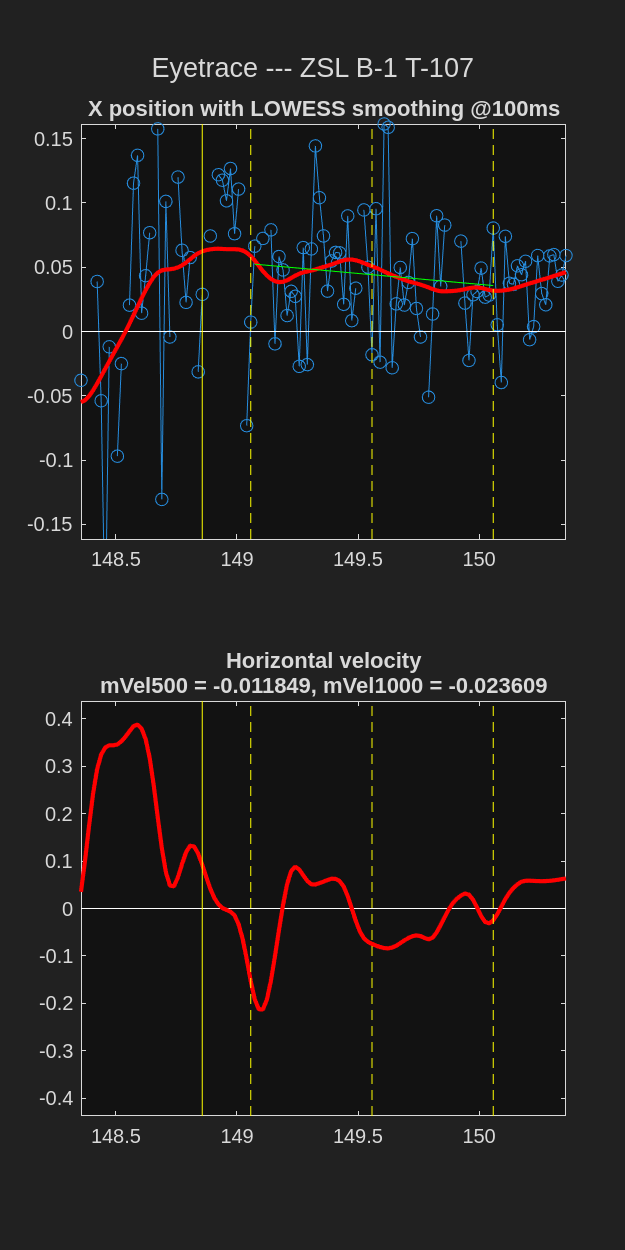 Eyetrace --- ZSL B-1 T-107
X position with LOWESS smoothing @100ms
0.15
0.1
0.05
0
-0.05
-0.1
-0.15
148.5 149 149.5 150
Horizontal velocity
mVel500 = -0.011849, mVel1000 = -0.023609
0.4
0.3
0.2
0.1
0
-0.1
-0.2
-0.3
-0.4
148.5 149 149.5 150